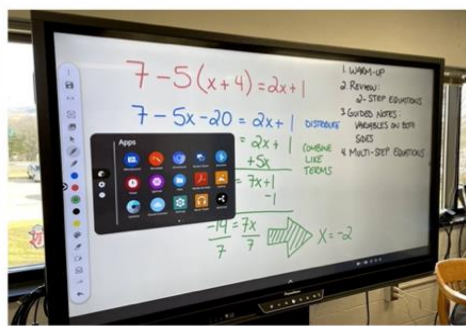 7-5(x+4)=2x+1
7-5x-20 = 2x+1 DISTRIBUTE
= 2x+1 COMBINE
LIKE
TERMS
+5x
= 7x+1
-1
-14 = 7x
7 7
X=-2
1. WARM-UP
2. REVIEW:
2-STEP EQUATIONS
3. GUIDED NOTES:
VARIABLES ON BOTH
SIDES
4. MULTI-STEP EQUATIONS
Apps